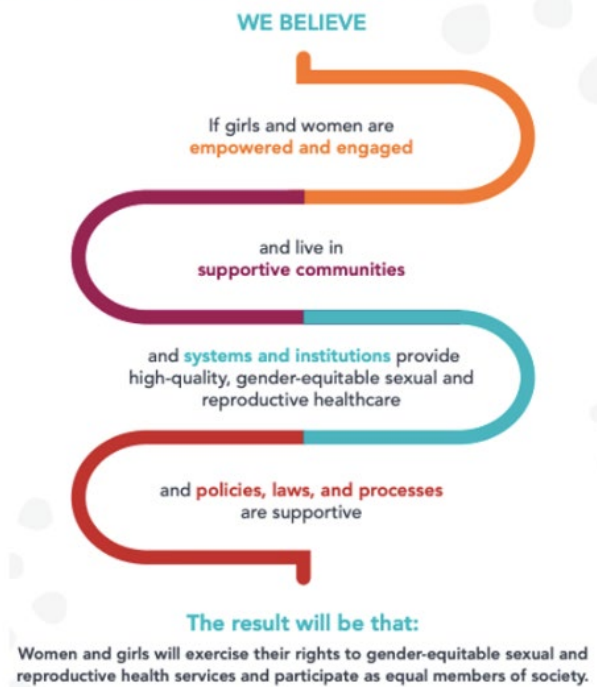 WE BELIEVE
If girls and women are
empowered and engaged
and live in
supportive communities
and systems and institutions provide
high-quality, gender-equitable sexual and
reproductive healthcare
and policies, laws, and processes
are supportive
The result will be that:
Women and girls will exercise their rights to gender-equitable sexual and
reproductive health services and participate as equal members of society.